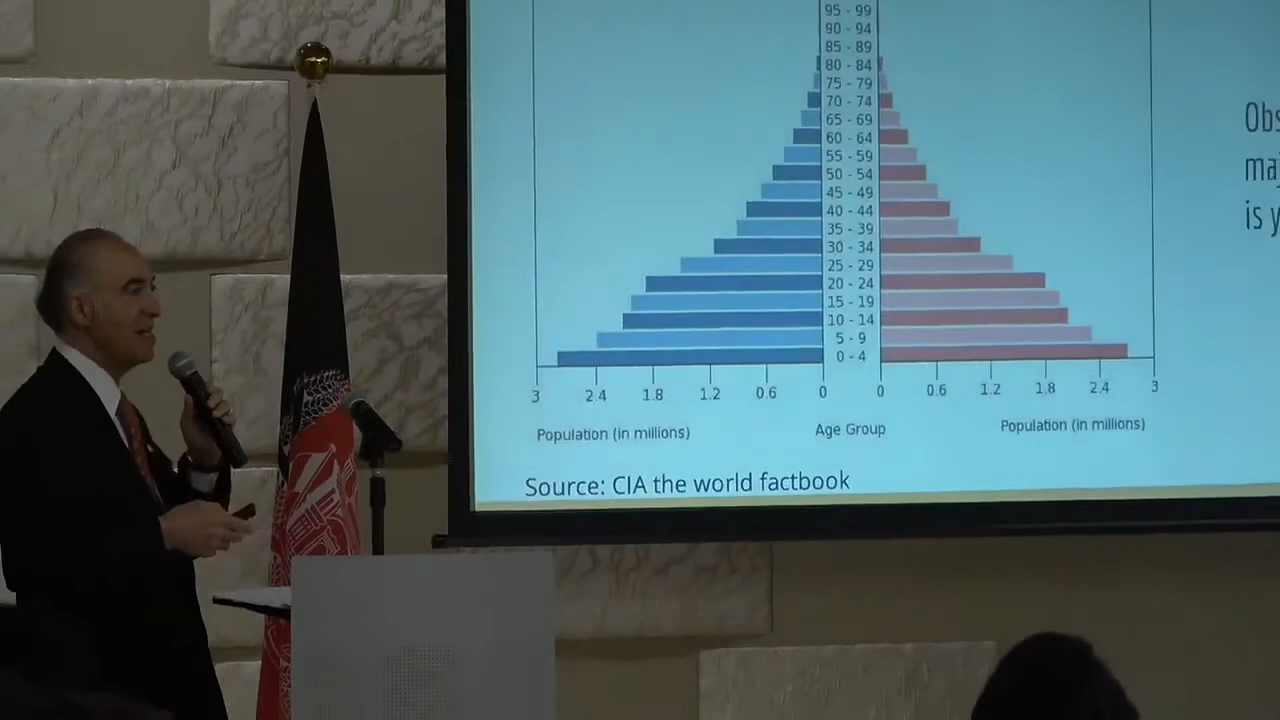 95 - 99
90 - 94
85 - 89
80 - 84
75 - 79
70 - 74
65 - 69
60 - 64
55 - 59
50 - 54
45 - 49
40 - 44
35 - 39
30 - 34
25 - 29
20 - 24
15 - 19
10 - 14
5 - 9
0 - 4
3 2.4 1.8 1.2 0.6 0 0 0.6 1.2 1.8 2.4 3
Population (in millions) Age Group Population (in millions)
Source: CIA the world factbook
is